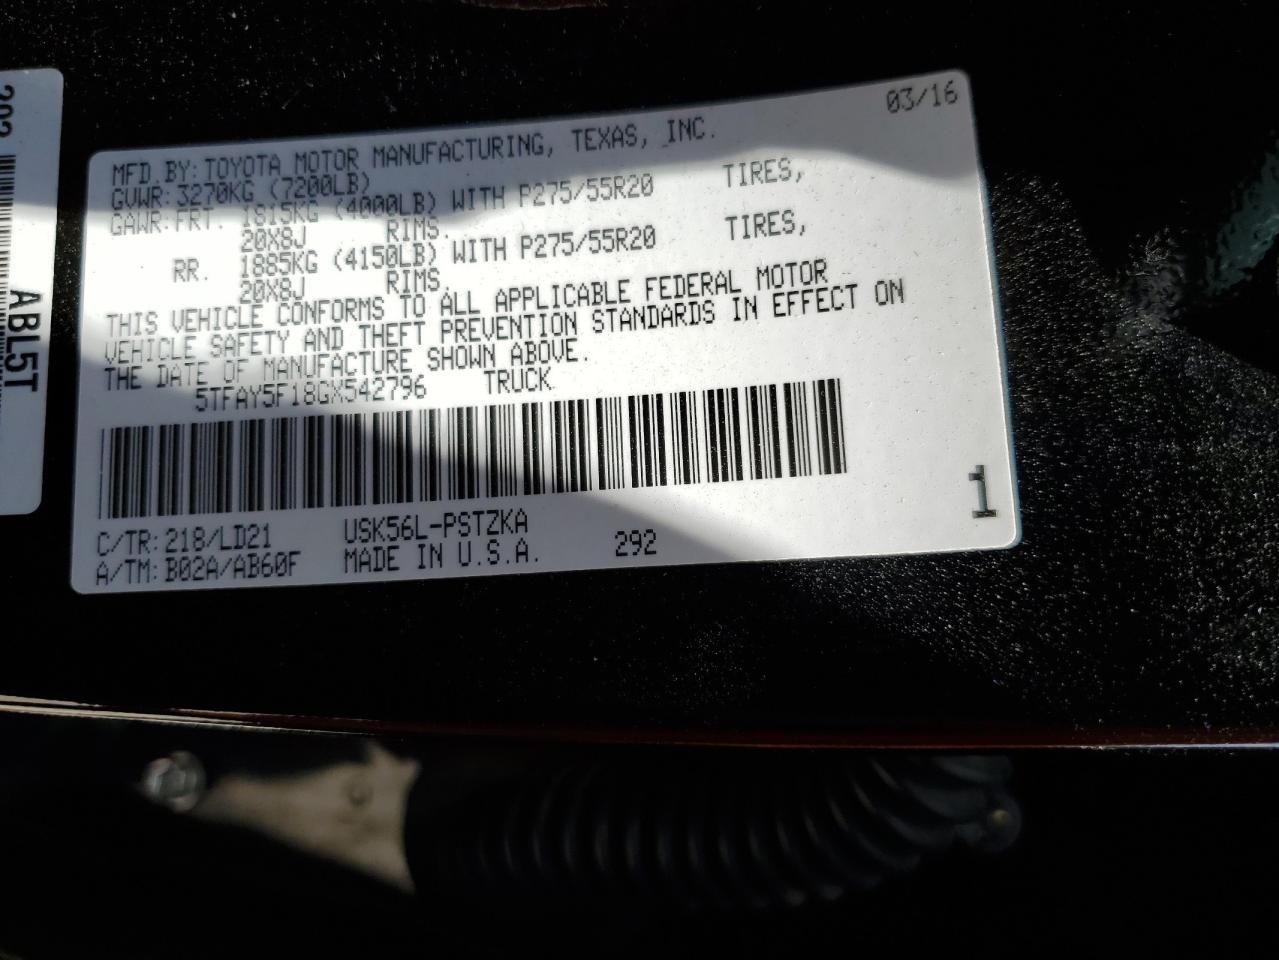 03/16
MFD. BY: TOYOTA MOTOR MANUFACTURING, TEXAS, INC.
GVWR: 3270KG (7200LB)
GAWR: FRT. 1815KG (4000LB) WITH P275/55R20 TIRES,
20X8J RIMS.
RR. 1885KG (4150LB) WITH P275/55R20 TIRES,
20X8J RIMS.
THIS VEHICLE CONFORMS TO ALL APPLICABLE FEDERAL MOTOR
VEHICLE SAFETY AND THEFT PREVENTION STANDARDS IN EFFECT ON
THE DATE OF MANUFACTURE SHOWN ABOVE.
5TFAY5F18GX542796 TRUCK
C/TR: 218/LD21 USK56L-PSTZKA
A/TM: B02A/AB60F MADE IN U.S.A. 292
1
ABL5T